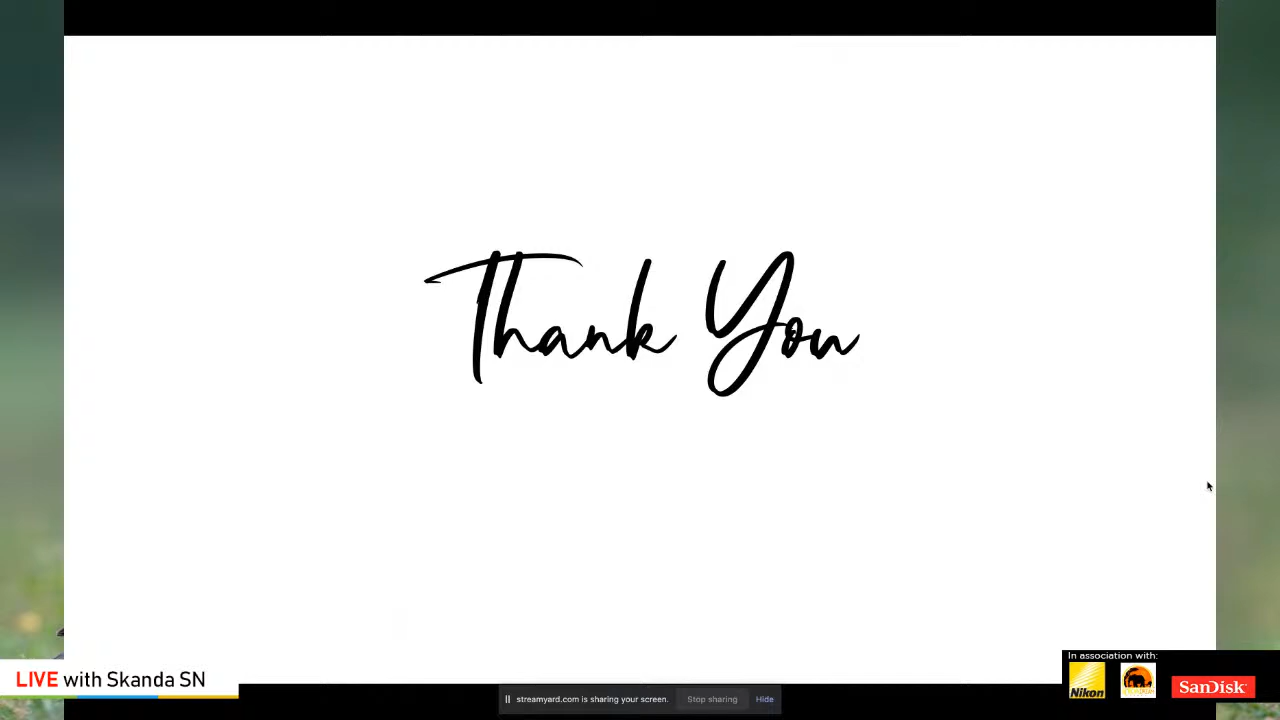 Thank You
LIVE with Skanda SN
streamyard.com is sharing your screen. Stop sharing Hide
In association with:
Nikon
SanDisk